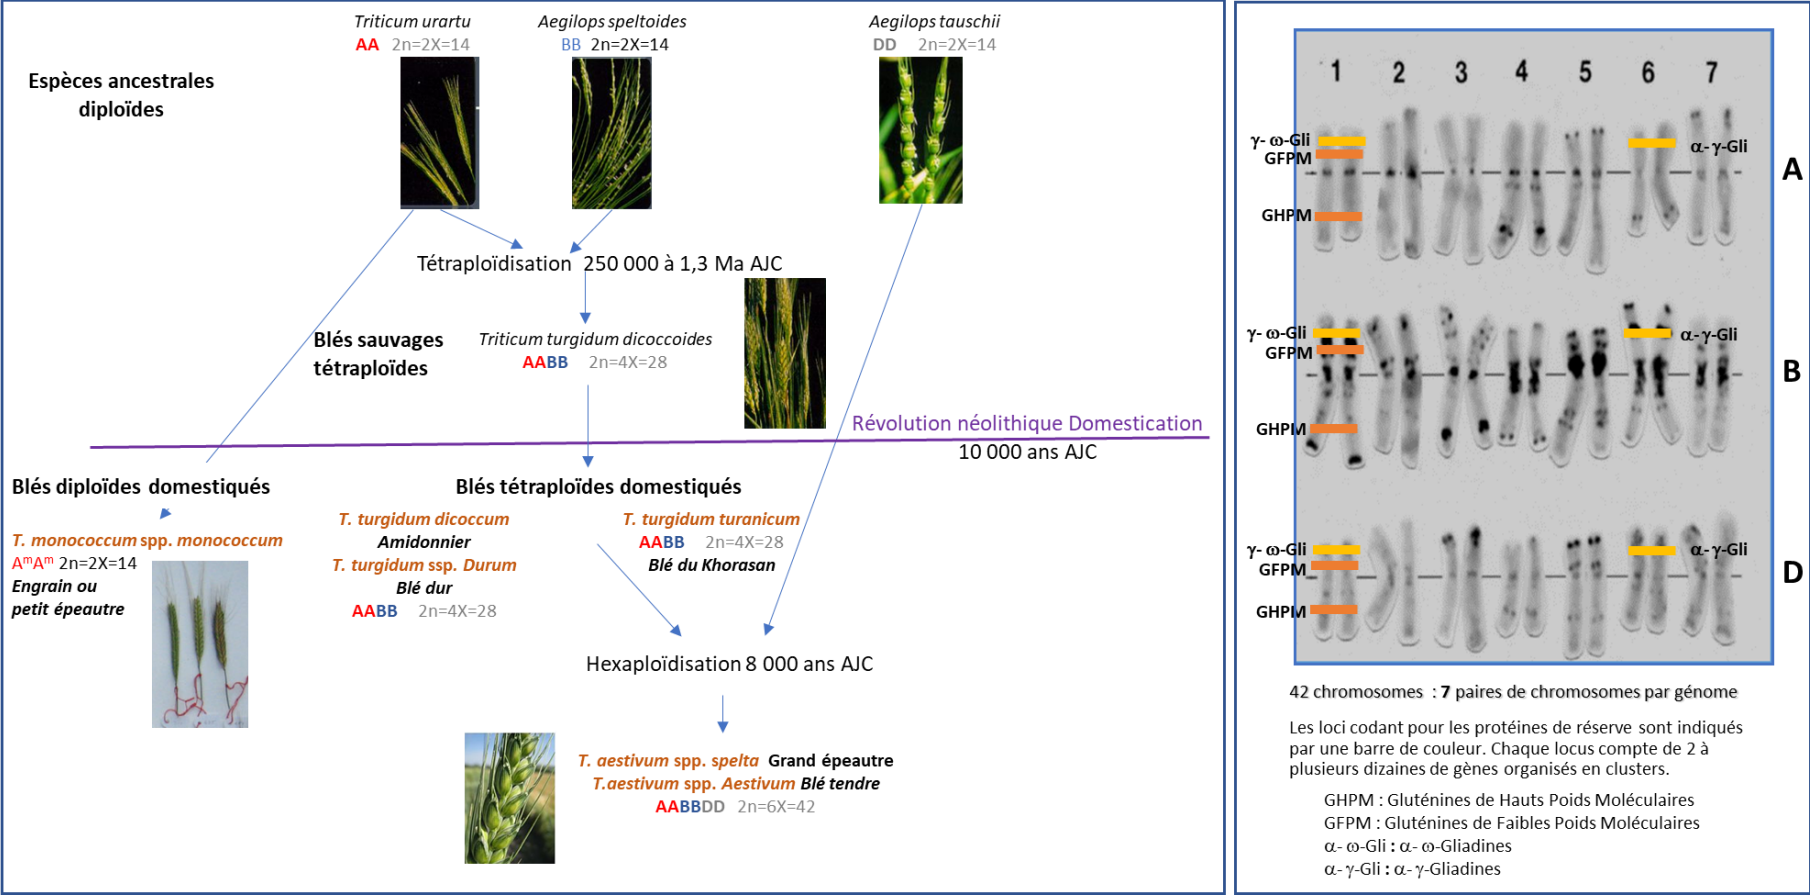 Triticum urartu
AA 2n=2X=14
Aegilops speltoides
BB 2n=2X=14
Aegilops tauschii
DD 2n=2X=14
Espèces ancestrales
diploïdes
Tétraploïdisation 250 000 à 1,3 Ma AJC
Blés sauvages
tétraploïdes
Triticum turgidum dicoccoides
AABB 2n=4X=28
Révolution néolithique Domestication
10 000 ans AJC
Blés diploïdes domestiqués
T. monococcum spp. monococcum
AᵐAᵐ 2n=2X=14
Engrain ou
petit épeautre
Blés tétraploïdes domestiqués
T. turgidum dicoccum
Amidonnier
T. turgidum ssp. Durum
Blé dur
AABB 2n=4X=28
T. turgidum turanicum
AABB 2n=4X=28
Blé du Khorasan
Hexaploïdisation 8 000 ans AJC
T. aestivum spp. spelta Grand épeautre
T.aestivum spp. Aestivum Blé tendre
AABBDD 2n=6X=42
1 2 3 4 5 6 7
γ- ω-Gli
GFPM
GHPM
α- γ-Gli
A
γ- ω-Gli
GFPM
GHPM
α- γ-Gli
B
γ- ω-Gli
GFPM
GHPM
α- γ-Gli
D
42 chromosomes : 7 paires de chromosomes par génome
Les loci codant pour les protéines de réserve sont indiqués
par une barre de couleur. Chaque locus compte de 2 à
plusieurs dizaines de gènes organisés en clusters.
GHPM : Gluténines de Hauts Poids Moléculaires
GFPM : Gluténines de Faibles Poids Moléculaires
α- ω-Gli : α- ω-Gliadines
α- γ-Gli : α- γ-Gliadines